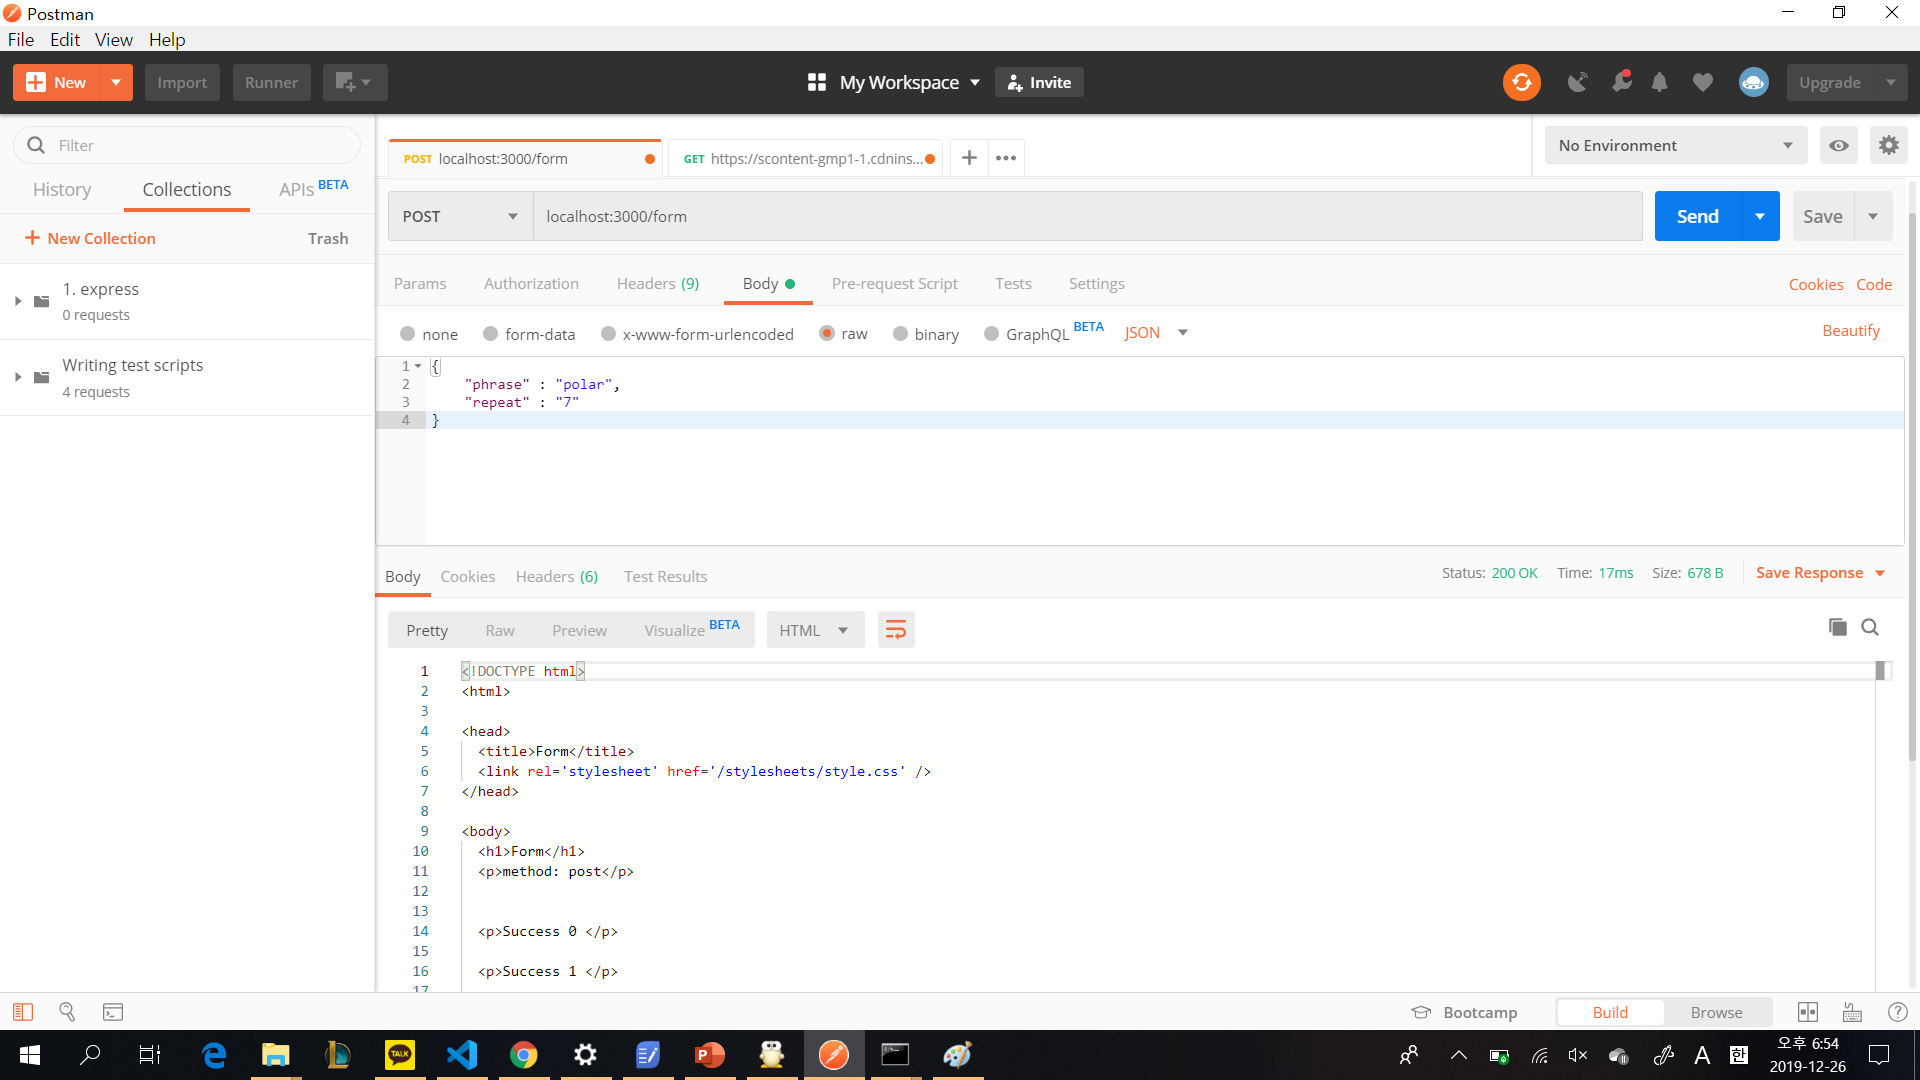 Postman
File Edit View Help
New Import Runner My Workspace Invite Upgrade
Filter
History Collections APIs BETA
New Collection Trash
1. express
0 requests
Writing test scripts
4 requests
POST localhost:3000/form GET https://scontent-gmp1-1.cdnins... No Environment
POST localhost:3000/form Send Save
Params Authorization Headers (9) Body Pre-request Script Tests Settings Cookies Code
none form-data x-www-form-urlencoded raw binary GraphQL BETA JSON Beautify
1 {
2 "phrase" : "polar",
3 "repeat" : "7"
4 }
Body Cookies Headers (6) Test Results Status: 200 OK Time: 17ms Size: 678 B Save Response
Pretty Raw Preview Visualize BETA HTML
1 <!DOCTYPE html>
2 <html>
3
4 <head>
5 <title>Form</title>
6 <link rel='stylesheet' href='/stylesheets/style.css' />
7 </head>
8
9 <body>
10 <h1>Form</h1>
11 <p>method: post</p>
12
13
14 <p>Success 0 </p>
15
16 <p>Success 1 </p>
17
Bootcamp Build Browse
TALK
A 한 오후 6:54
2019-12-26